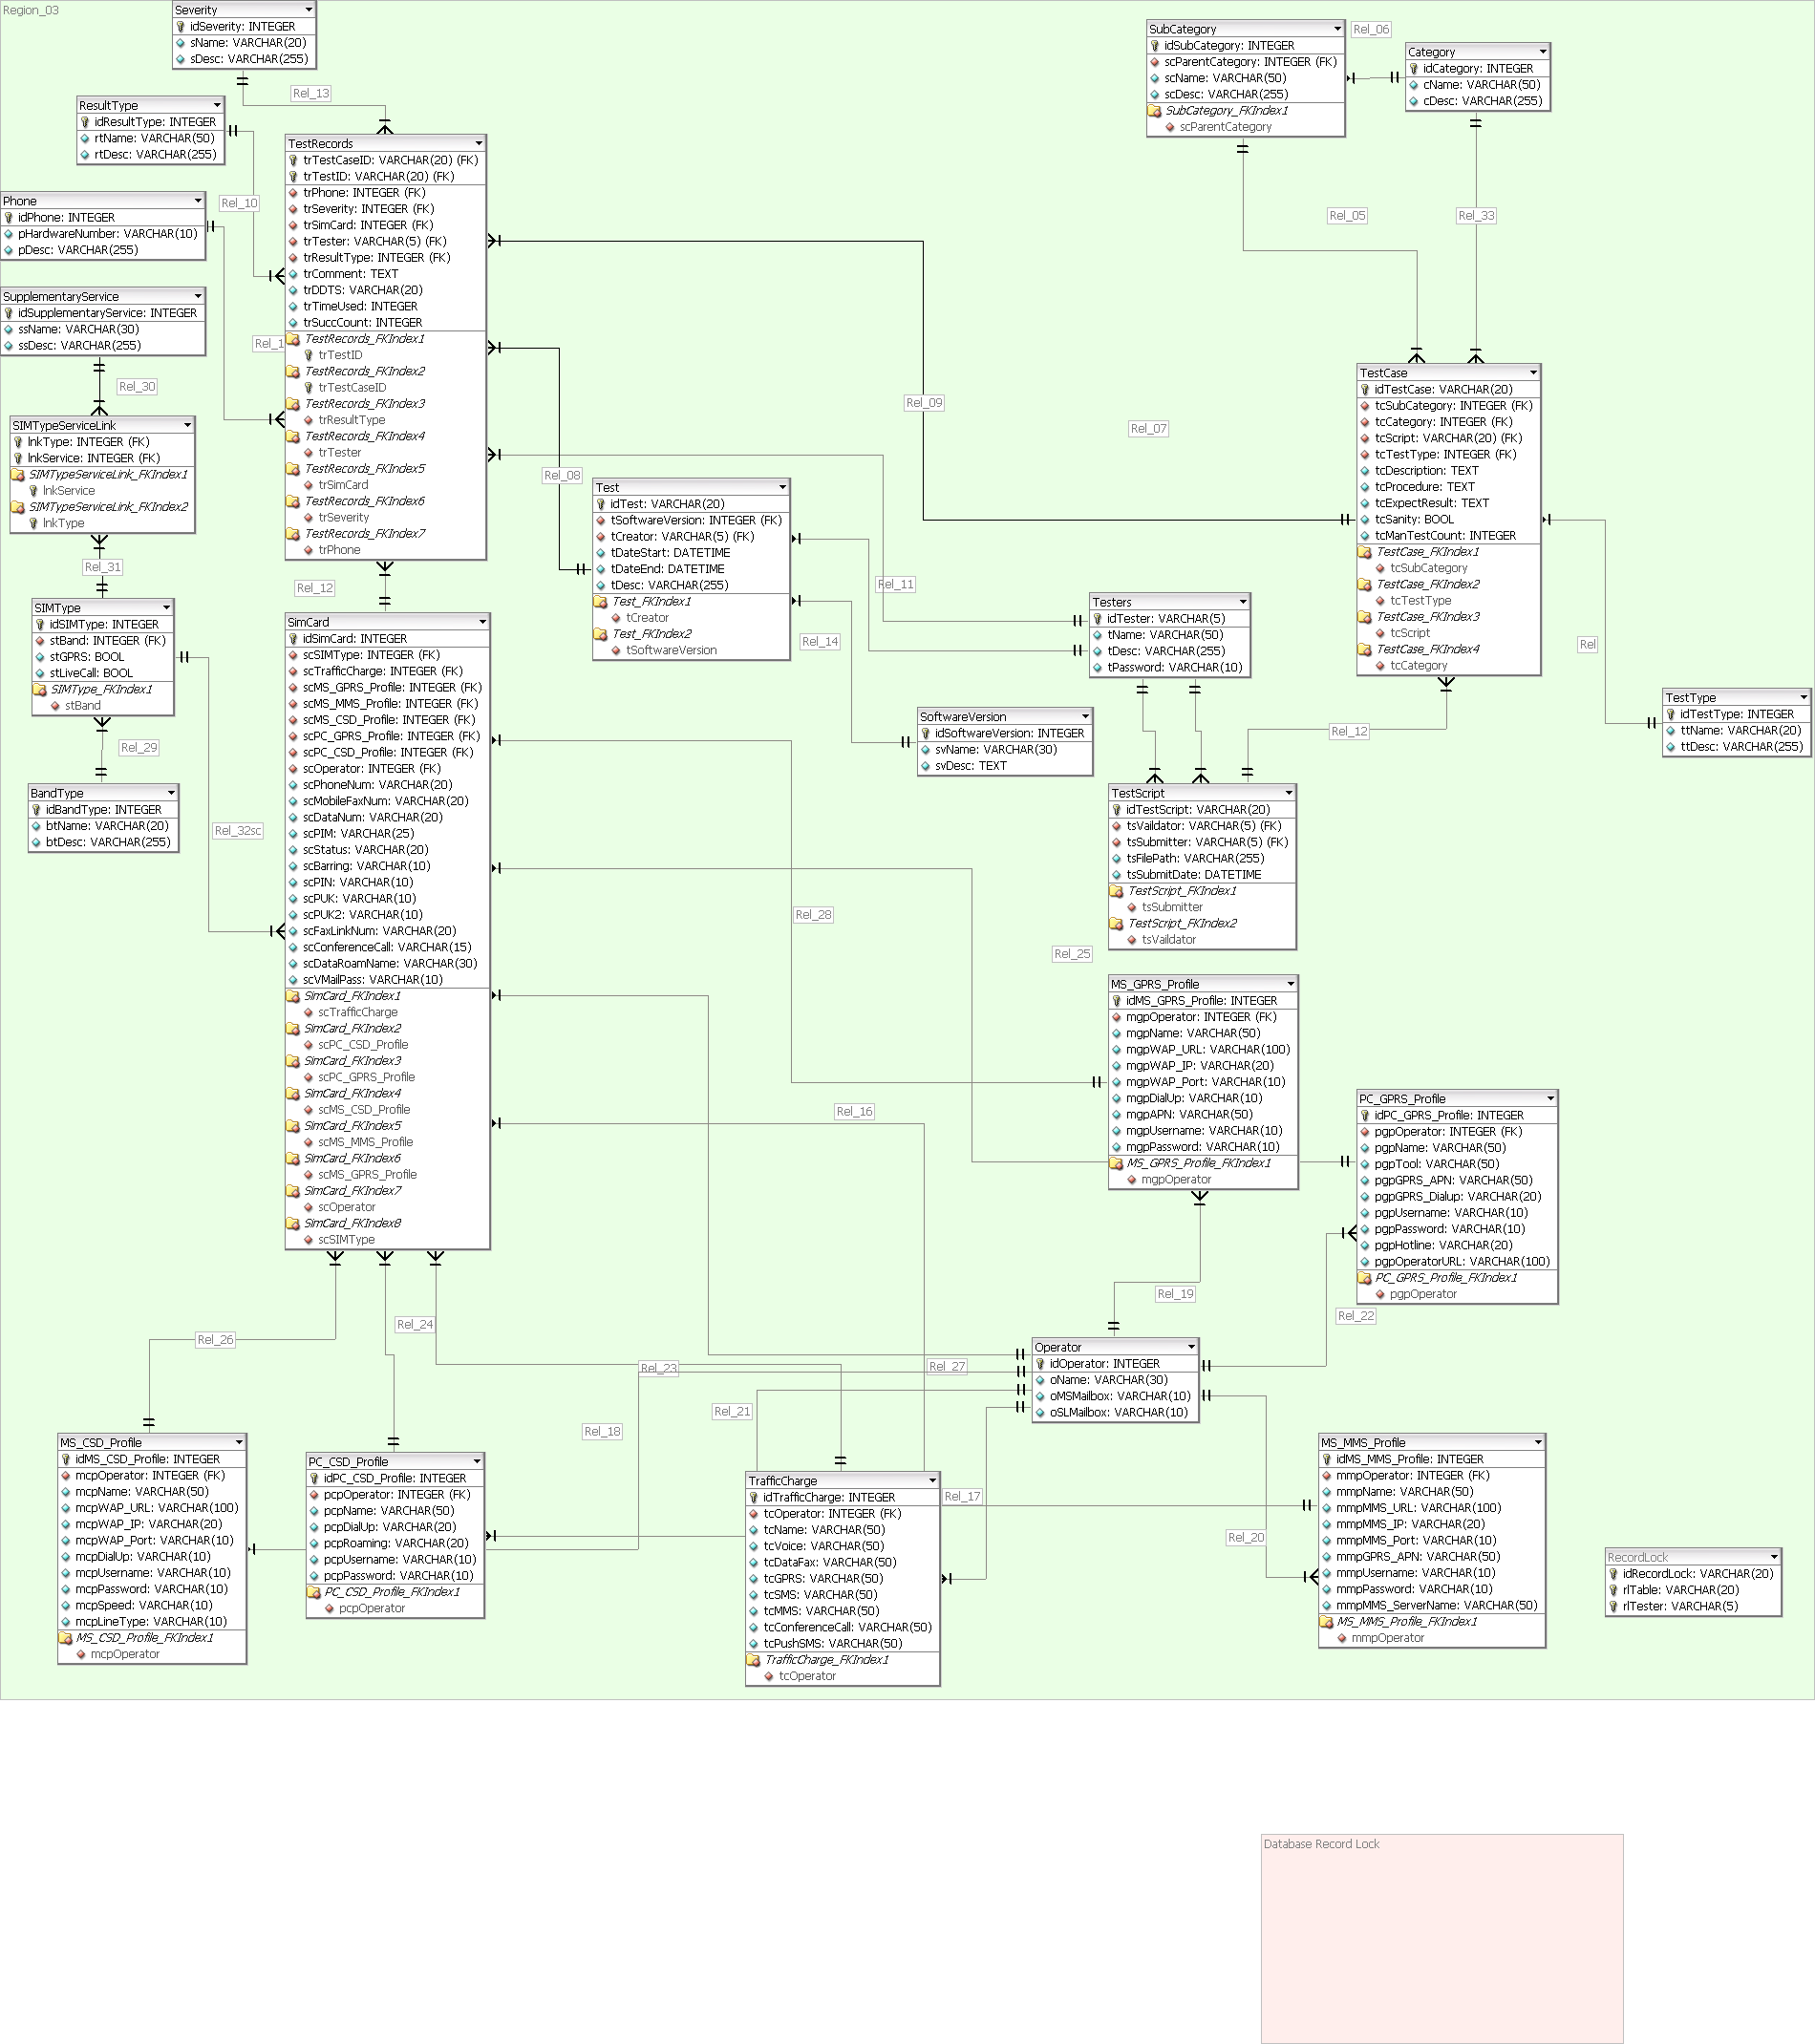 Region_03
Severity
idSeverity: INTEGER
sName: VARCHAR(20)
sDesc: VARCHAR(255)
Rel_13
ResultType
idResultType: INTEGER
rtName: VARCHAR(50)
rtDesc: VARCHAR(255)
Rel_10
Phone
idPhone: INTEGER
pHardwareNumber: VARCHAR(10)
pDesc: VARCHAR(255)
SupplementaryService
idSupplementaryService: INTEGER
ssName: VARCHAR(30)
ssDesc: VARCHAR(255)
Rel_1
Rel_30
SIMTypeServiceLink
lnkType: INTEGER (FK)
lnkService: INTEGER (FK)
SIMTypeServiceLink_FKIndex1
lnkService
SIMTypeServiceLink_FKIndex2
lnkType
Rel_31
SIMType
idSIMType: INTEGER
stBand: INTEGER (FK)
stGPRS: BOOL
stLiveCall: BOOL
SIMType_FKIndex1
stBand
Rel_29
BandType
idBandType: INTEGER
btName: VARCHAR(20)
btDesc: VARCHAR(255)
Rel_32sc
TestRecords
trTestCaseID: VARCHAR(20) (FK)
trTestID: VARCHAR(20) (FK)
trPhone: INTEGER (FK)
trSeverity: INTEGER (FK)
trSimCard: INTEGER (FK)
trTester: VARCHAR(5) (FK)
trResultType: INTEGER (FK)
trComment: TEXT
trDDTS: VARCHAR(20)
trTimeUsed: INTEGER
trSuccCount: INTEGER
TestRecords_FKIndex1
trTestID
TestRecords_FKIndex2
trTestCaseID
TestRecords_FKIndex3
trResultType
TestRecords_FKIndex4
trTester
TestRecords_FKIndex5
trSimCard
TestRecords_FKIndex6
trSeverity
TestRecords_FKIndex7
trPhone
Rel_12
SimCard
idSimCard: INTEGER
scSIMType: INTEGER (FK)
scTrafficCharge: INTEGER (FK)
scMS_GPRS_Profile: INTEGER (FK)
scMS_MMS_Profile: INTEGER (FK)
scMS_CSD_Profile: INTEGER (FK)
scPC_GPRS_Profile: INTEGER (FK)
scPC_CSD_Profile: INTEGER (FK)
scOperator: INTEGER (FK)
scPhoneNum: VARCHAR(20)
scMobileFaxNum: VARCHAR(20)
scDataNum: VARCHAR(20)
scPIM: VARCHAR(25)
scStatus: VARCHAR(20)
scBarring: VARCHAR(10)
scPIN: VARCHAR(10)
scPUK: VARCHAR(10)
scPUK2: VARCHAR(10)
scFaxLinkNum: VARCHAR(20)
scConferenceCall: VARCHAR(15)
scDataRoamName: VARCHAR(30)
scVMailPass: VARCHAR(10)
SimCard_FKIndex1
scTrafficCharge
SimCard_FKIndex2
scPC_CSD_Profile
SimCard_FKIndex3
scPC_GPRS_Profile
SimCard_FKIndex4
scMS_CSD_Profile
SimCard_FKIndex5
scMS_MMS_Profile
SimCard_FKIndex6
scMS_GPRS_Profile
SimCard_FKIndex7
scOperator
SimCard_FKIndex8
scSIMType
Rel_08
Test
idTest: VARCHAR(20)
tSoftwareVersion: INTEGER (FK)
tCreator: VARCHAR(5) (FK)
tDateStart: DATETIME
tDateEnd: DATETIME
tDesc: VARCHAR(255)
Test_FKIndex1
tCreator
Test_FKIndex2
tSoftwareVersion
Rel_09
Rel_07
Rel_11
Rel_14
SoftwareVersion
idSoftwareVersion: INTEGER
svName: VARCHAR(30)
svDesc: TEXT
Testers
idTester: VARCHAR(5)
tName: VARCHAR(50)
tDesc: VARCHAR(255)
tPassword: VARCHAR(10)
SubCategory
idSubCategory: INTEGER
scParentCategory: INTEGER (FK)
scName: VARCHAR(50)
scDesc: VARCHAR(255)
SubCategory_FKIndex1
scParentCategory
Rel_06
Category
idCategory: INTEGER
cName: VARCHAR(50)
cDesc: VARCHAR(255)
Rel_05
Rel_33
TestCase
idTestCase: VARCHAR(20)
tcSubCategory: INTEGER (FK)
tcCategory: INTEGER (FK)
tcScript: VARCHAR(20) (FK)
tcTestType: INTEGER (FK)
tcDescription: TEXT
tcProcedure: TEXT
tcExpectResult: TEXT
tcSanity: BOOL
tcManTestCount: INTEGER
TestCase_FKIndex1
tcSubCategory
TestCase_FKIndex2
tcTestType
TestCase_FKIndex3
tcScript
TestCase_FKIndex4
tcCategory
Rel
TestType
idTestType: INTEGER
ttName: VARCHAR(20)
ttDesc: VARCHAR(255)
Rel_12
TestScript
idTestScript: VARCHAR(20)
tsVaildator: VARCHAR(5) (FK)
tsSubmitter: VARCHAR(5) (FK)
tsFilePath: VARCHAR(255)
tsSubmitDate: DATETIME
TestScript_FKIndex1
tsSubmitter
TestScript_FKIndex2
tsVaildator
Rel_28
Rel_25
Rel_16
MS_GPRS_Profile
idMS_GPRS_Profile: INTEGER
mgpOperator: INTEGER (FK)
mgpName: VARCHAR(50)
mgpWAP_URL: VARCHAR(100)
mgpWAP_IP: VARCHAR(20)
mgpWAP_Port: VARCHAR(10)
mgpDialUp: VARCHAR(10)
mgpAPN: VARCHAR(50)
mgpUsername: VARCHAR(10)
mgpPassword: VARCHAR(10)
MS_GPRS_Profile_FKIndex1
mgpOperator
PC_GPRS_Profile
idPC_GPRS_Profile: INTEGER
pgpOperator: INTEGER (FK)
pgpName: VARCHAR(50)
pgpTool: VARCHAR(50)
pgpGPRS_APN: VARCHAR(50)
pgpGPRS_Dialup: VARCHAR(20)
pgpUsername: VARCHAR(10)
pgpPassword: VARCHAR(10)
pgpHotline: VARCHAR(20)
pgpOperatorURL: VARCHAR(100)
PC_GPRS_Profile_FKIndex1
pgpOperator
Rel_19
Rel_22
Rel_26
Rel_24
Rel_23
Rel_27
Rel_21
Rel_18
Operator
idOperator: INTEGER
oName: VARCHAR(30)
oMSMailbox: VARCHAR(10)
oSLMailbox: VARCHAR(10)
MS_CSD_Profile
idMS_CSD_Profile: INTEGER
mcpOperator: INTEGER (FK)
mcpName: VARCHAR(50)
mcpWAP_URL: VARCHAR(100)
mcpWAP_IP: VARCHAR(20)
mcpWAP_Port: VARCHAR(10)
mcpDialUp: VARCHAR(10)
mcpUsername: VARCHAR(10)
mcpPassword: VARCHAR(10)
mcpSpeed: VARCHAR(10)
mcpLineType: VARCHAR(10)
MS_CSD_Profile_FKIndex1
mcpOperator
PC_CSD_Profile
idPC_CSD_Profile: INTEGER
pcpOperator: INTEGER (FK)
pcpName: VARCHAR(50)
pcpDialUp: VARCHAR(20)
pcpRoaming: VARCHAR(20)
pcpUsername: VARCHAR(10)
pcpPassword: VARCHAR(10)
PC_CSD_Profile_FKIndex1
pcpOperator
TrafficCharge
idTrafficCharge: INTEGER
tcOperator: INTEGER (FK)
tcName: VARCHAR(50)
tcVoice: VARCHAR(50)
tcDataFax: VARCHAR(50)
tcGPRS: VARCHAR(50)
tcSMS: VARCHAR(50)
tcMMS: VARCHAR(50)
tcConferenceCall: VARCHAR(50)
tcPushSMS: VARCHAR(50)
TrafficCharge_FKIndex1
tcOperator
Rel_17
Rel_20
MS_MMS_Profile
idMS_MMS_Profile: INTEGER
mmpOperator: INTEGER (FK)
mmpName: VARCHAR(50)
mmpMMS_URL: VARCHAR(100)
mmpMMS_IP: VARCHAR(20)
mmpMMS_Port: VARCHAR(10)
mmpGPRS_APN: VARCHAR(50)
mmpUsername: VARCHAR(10)
mmpPassword: VARCHAR(10)
mmpMMS_ServerName: VARCHAR(50)
MS_MMS_Profile_FKIndex1
mmpOperator
RecordLock
idRecordLock: VARCHAR(20)
rlTable: VARCHAR(20)
rlTester: VARCHAR(5)
Database Record Lock